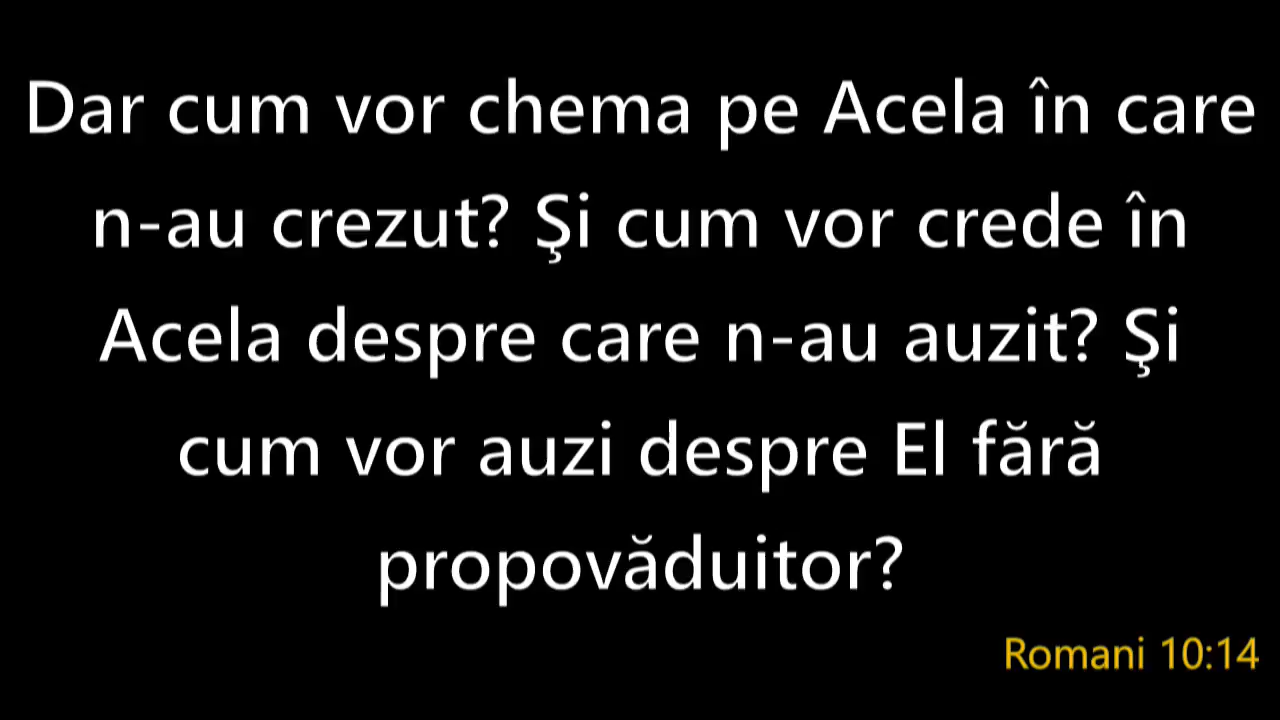 Dar cum vor chema pe Acela în care
n-au crezut? Şi cum vor crede în
Acela despre care n-au auzit? Şi
cum vor auzi despre El fără
propovăduitor?
Romani 10:14